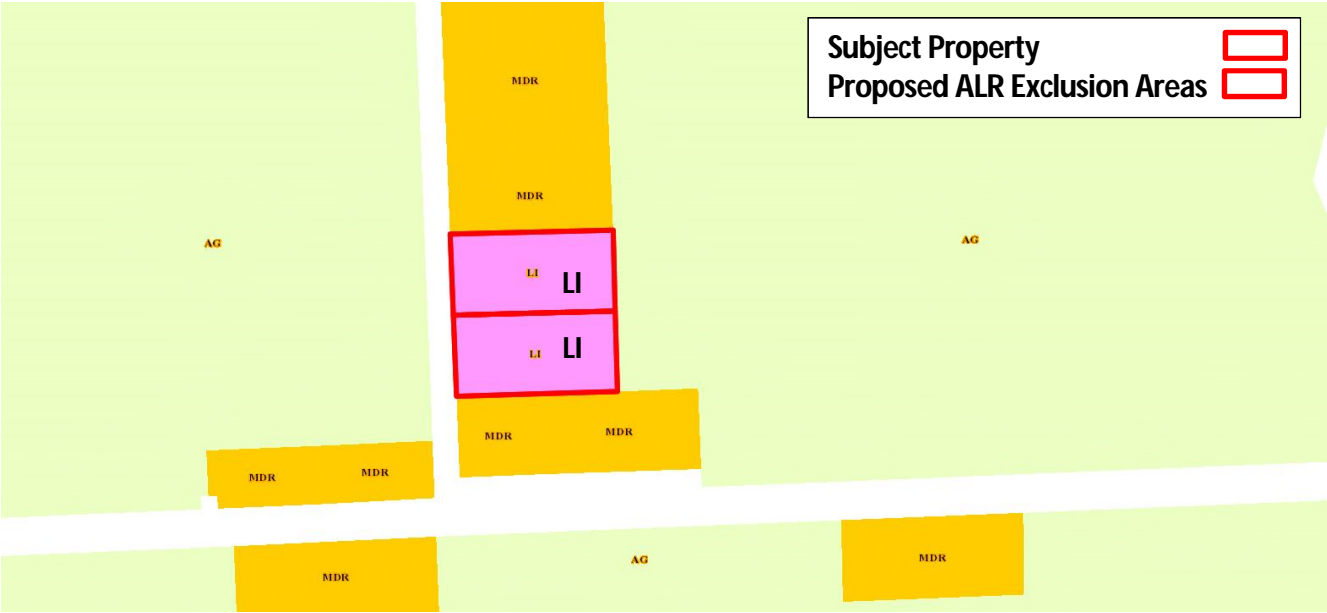 Subject Property
Proposed ALR Exclusion Areas
MDR
MDR
AG
AG
LI LI
LI LI
MDR MDR
MDR MDR
AG
MDR
MDR